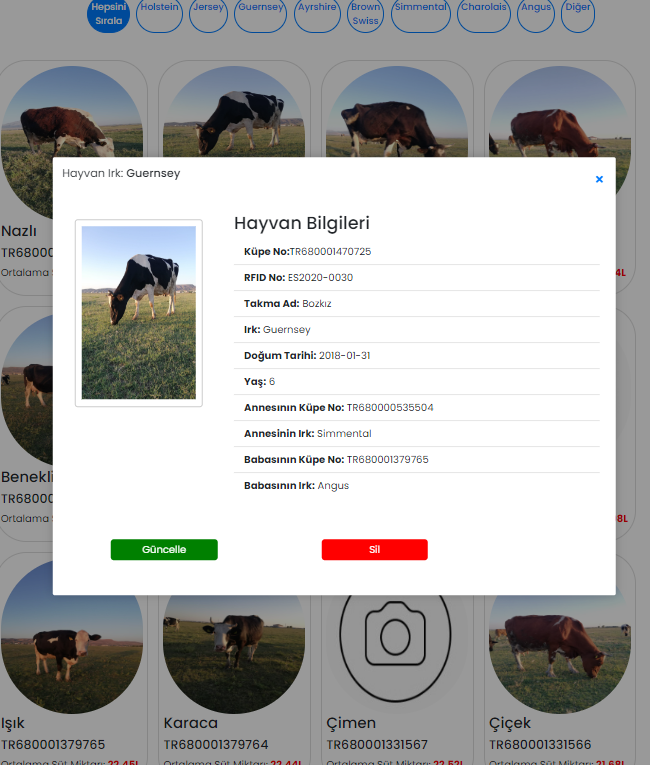 Hepsini
Sırala
Holstein
Jersey
Guernsey
Ayrshire
Brown
Swiss
Simmental
Charolais
Angus
Diğer
Hayvan Irk: Guernsey
×
Nazlı
TR6800
Ortalama S
4L
Hayvan Bilgileri
Küpe No:TR680001470725
RFID No: ES2020-0030
Takma Ad: Bozkız
Irk: Guernsey
Doğum Tarihi: 2018-01-31
Yaş: 6
Annesının Küpe No: TR680000535504
Annesinin Irk: Simmental
Babasının Küpe No: TR680001379765
Babasının Irk: Angus
Benekli
TR6800
Ortalama S
8L
Güncelle
Sil
Işık
TR680001379765
Ortalama Süt Miktarı: 22.45L
Karaca
TR680001379764
Ortalama Süt Miktarı: 22.44L
Çimen
TR680001331567
Ortalama Süt Miktarı: 22.52L
Çiçek
TR680001331566
Ortalama Süt Miktarı: 21.68L